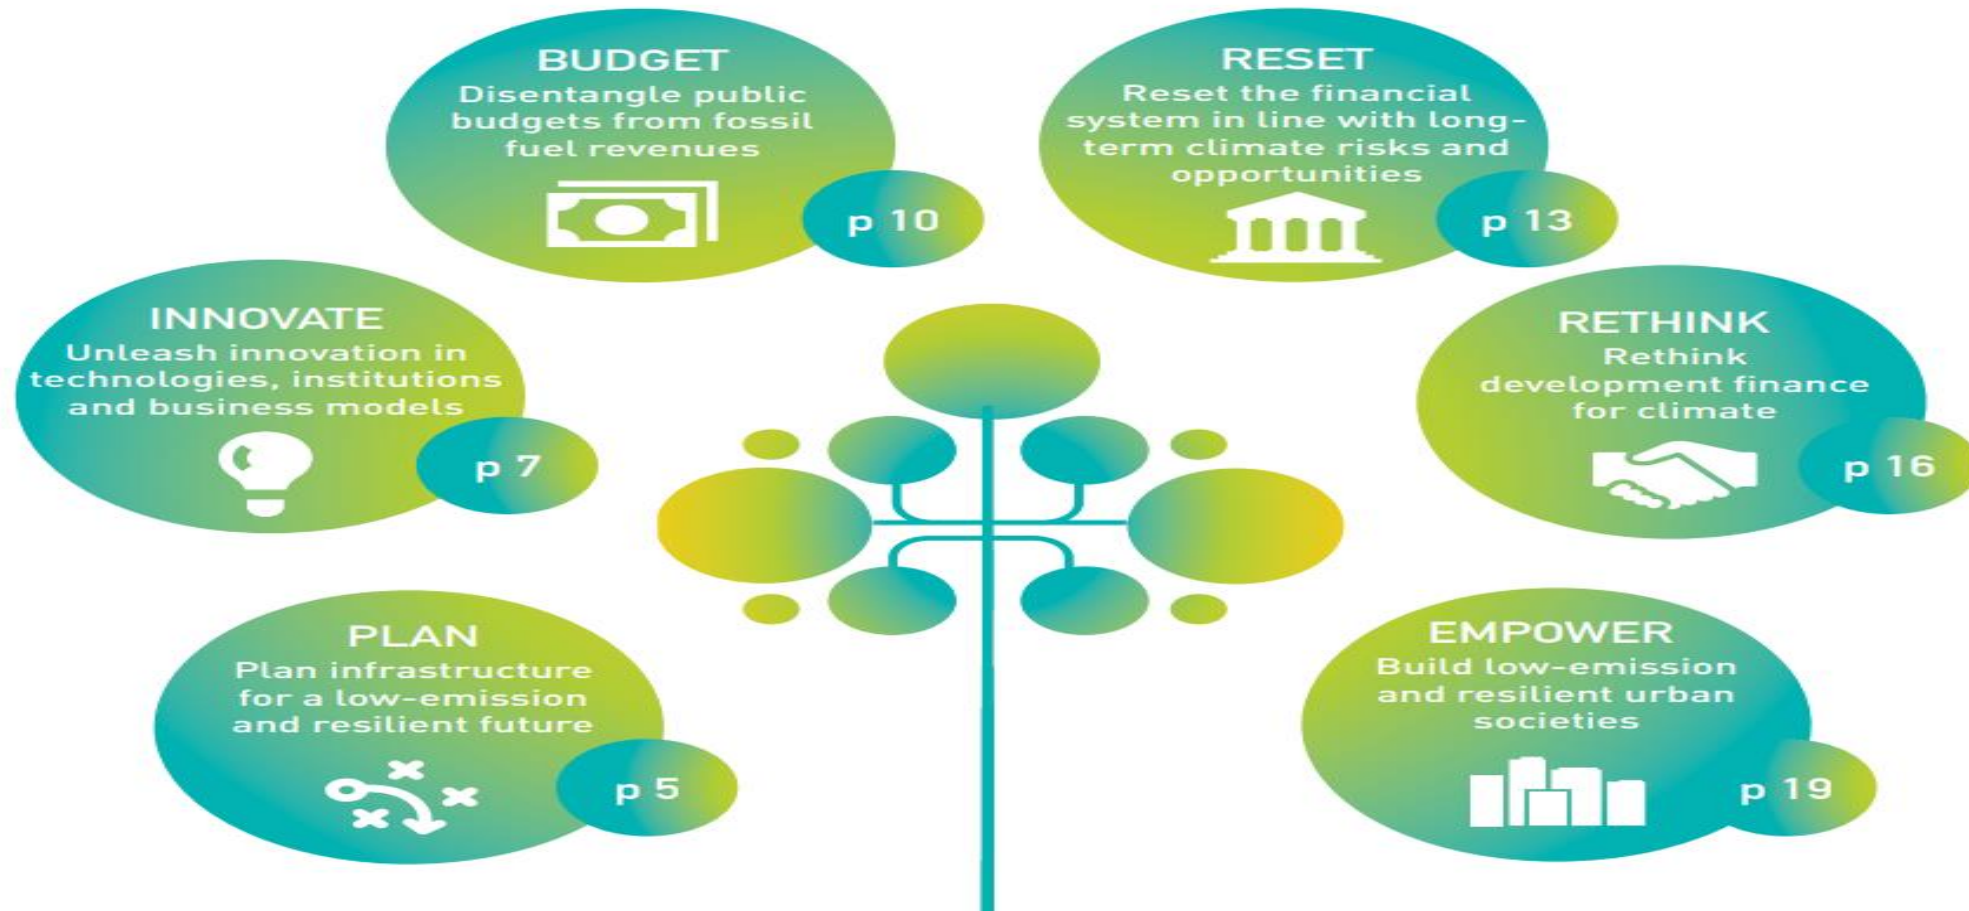 BUDGET
Disentangle public
budgets from fossil
fuel revenues
p 10
RESET
Reset the financial
system in line with long-
term climate risks and
opportunities
p 13
INNOVATE
Unleash innovation in
technologies, institutions
and business models
p 7
RETHINK
Rethink
development finance
for climate
p 16
PLAN
Plan infrastructure
for a low-emission
and resilient future
p 5
EMPOWER
Build low-emission
and resilient urban
societies
p 19